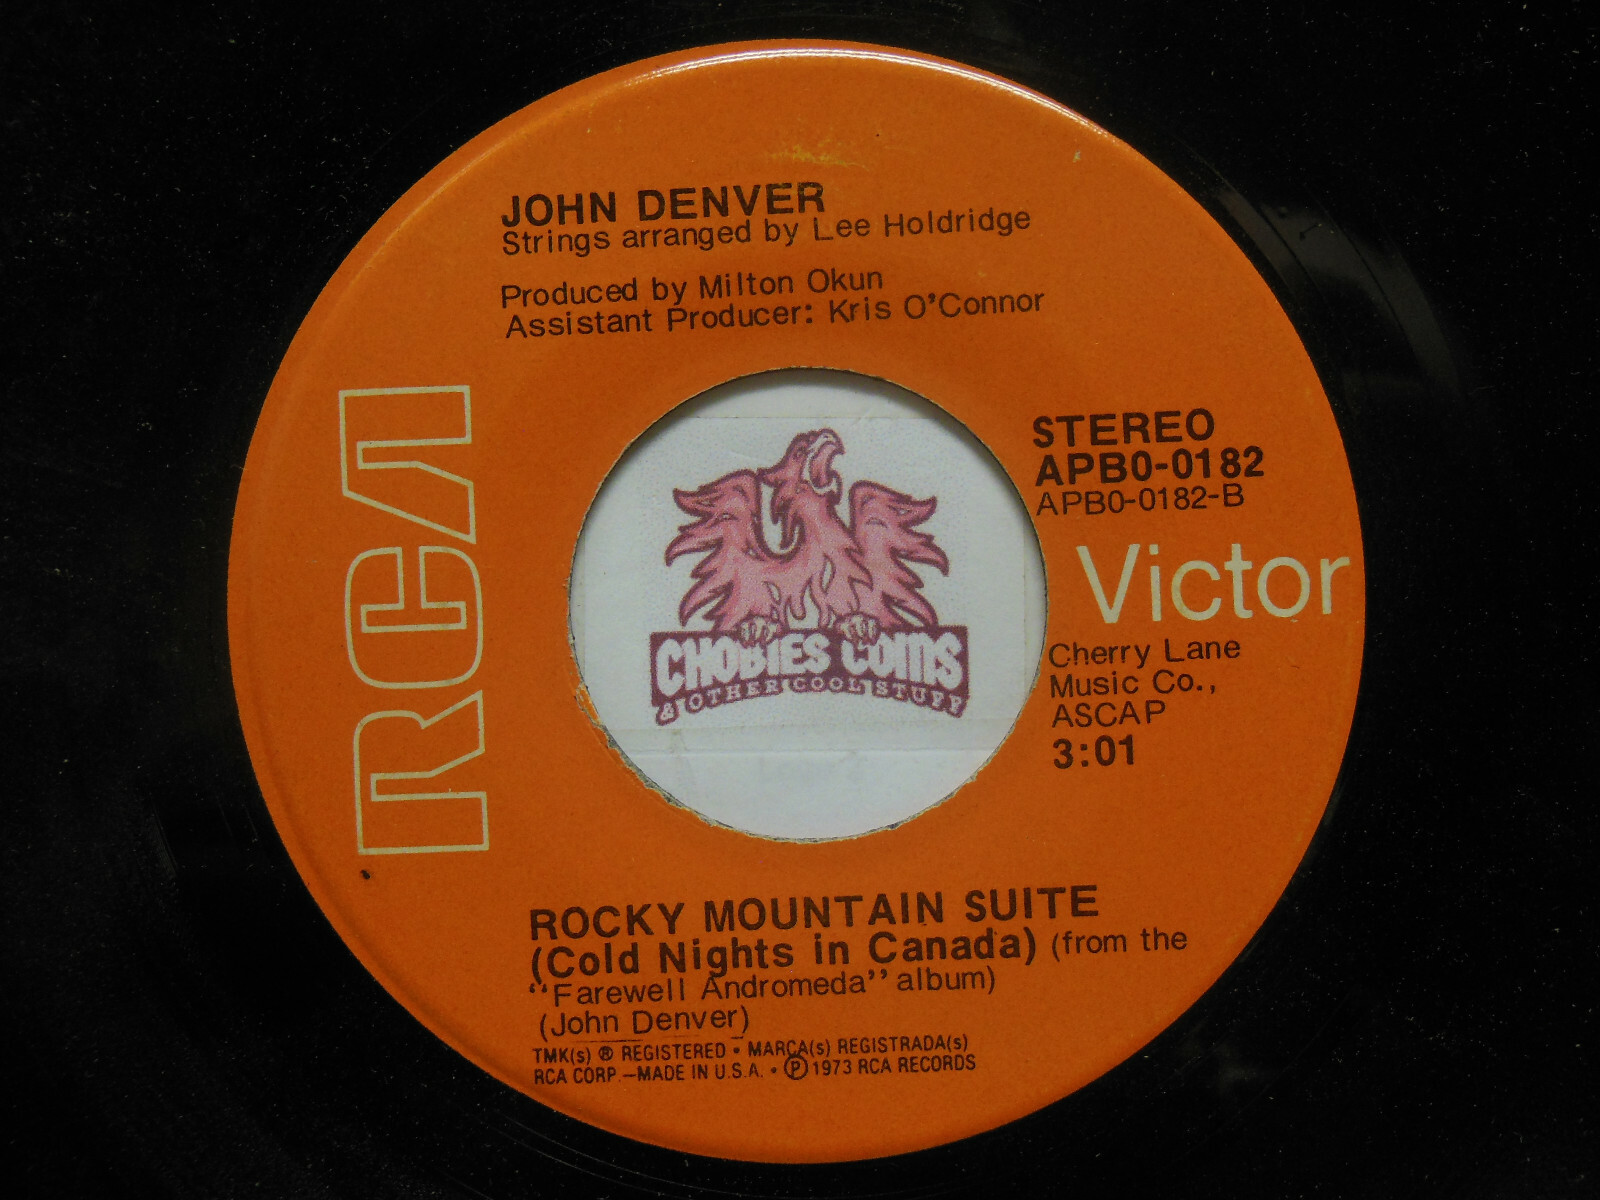 JOHN DENVER
Strings arranged by Lee Holdridge
Produced by Milton Okun
Assistant Producer: Kris O'Connor
RCA
STEREO
APB0-0182
APB0-0182-B
Victor
Cherry Lane
Music Co.,
ASCAP
3:01
CHOBIES COINS
& OTHER COOL STUFF
ROCKY MOUNTAIN SUITE
(Cold Nights in Canada) (from the
"Farewell Andromeda" album)
(John Denver)
TMK(s) ® REGISTERED • MARCA(s) REGISTRADA(s)
RCA CORP.—MADE IN U.S.A. • ℗ 1973 RCA RECORDS